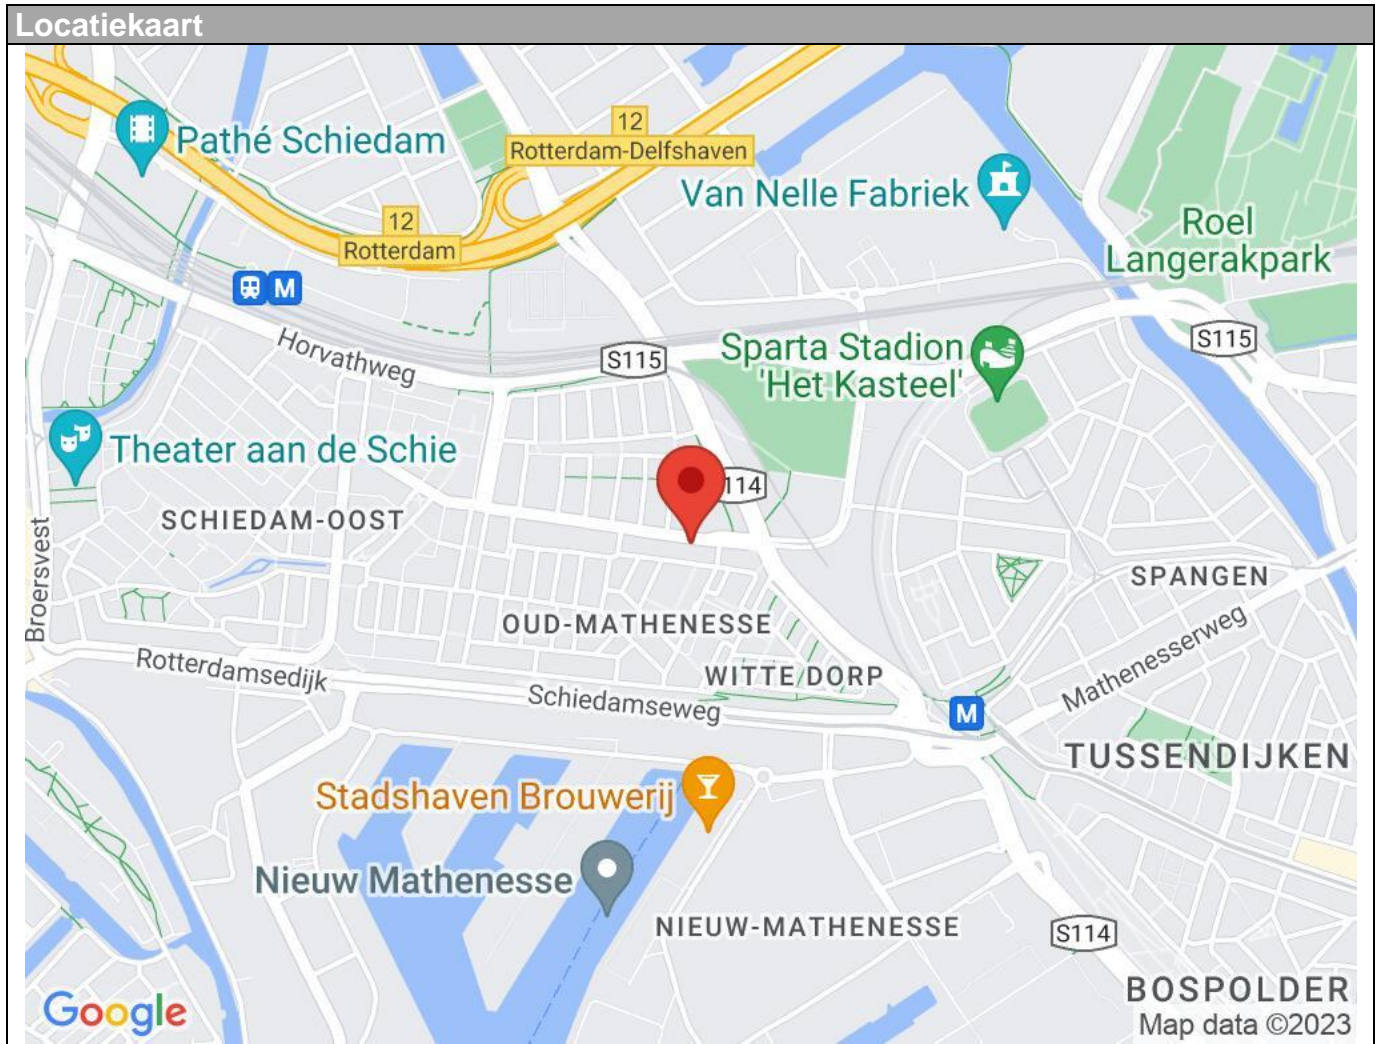 Locatiekaart
12
Rotterdam-Delfshaven
Pathé Schiedam
Van Nelle Fabriek
12
Rotterdam
Roel
Langerakpark
M
Horvathweg
S115
Sparta Stadion
'Het Kasteel'
S115
Theater aan de Schie
114
SCHIEDAM-OOST
Broersvest
SPANGEN
OUD-MATHENESSE
Mathenesserweg
Rotterdamsedijk
WITTE DORP
Schiedamseweg
M
TUSSENDIJKEN
Stadshaven Brouwerij
Nieuw Mathenesse
NIEUW-MATHENESSE
S114
BOSPOLDER
Google
Map data ©2023